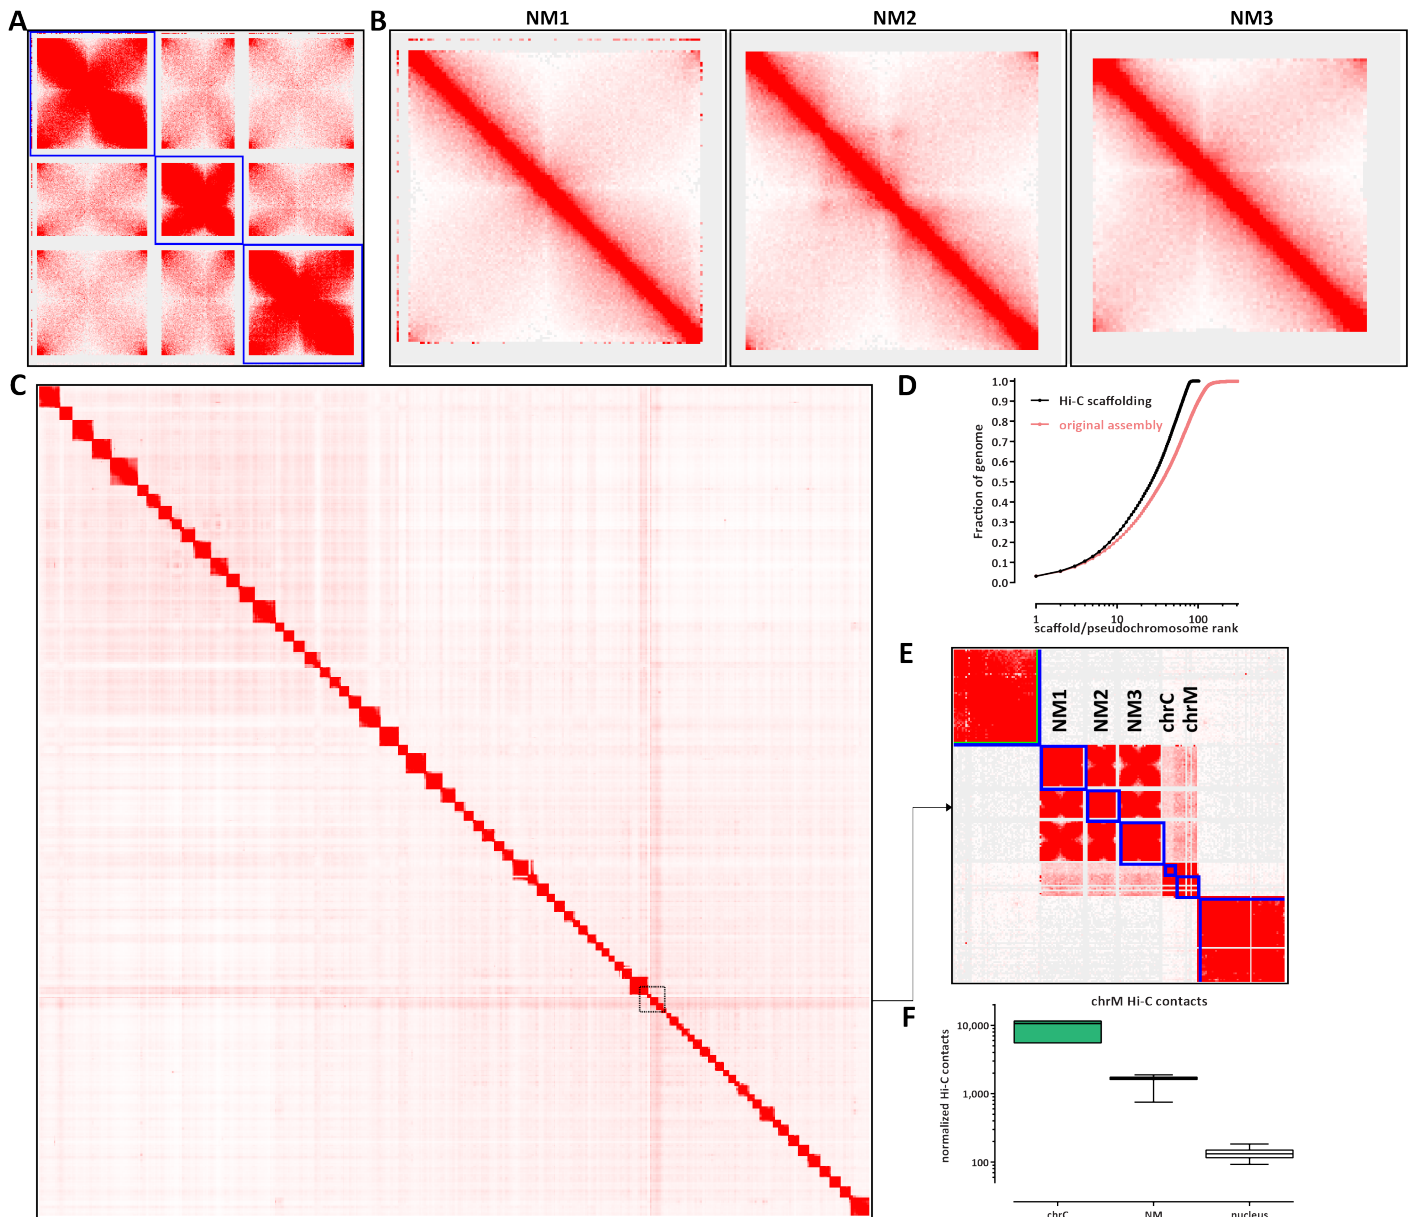 A
B
NM1
NM2
NM3
C
D
1.0
0.9
0.8
0.7
0.6
0.5
0.4
0.3
0.2
0.1
0.0
Fraction of genome
Hi-C scaffolding
original assembly
1
10
100
scaffold/pseudochromosome rank
E
NM1
NM2
NM3
chrC
chrM
F
chrM Hi-C contacts
normalized Hi-C contacts
10,000
1,000
100
chrC
NM
nucleus